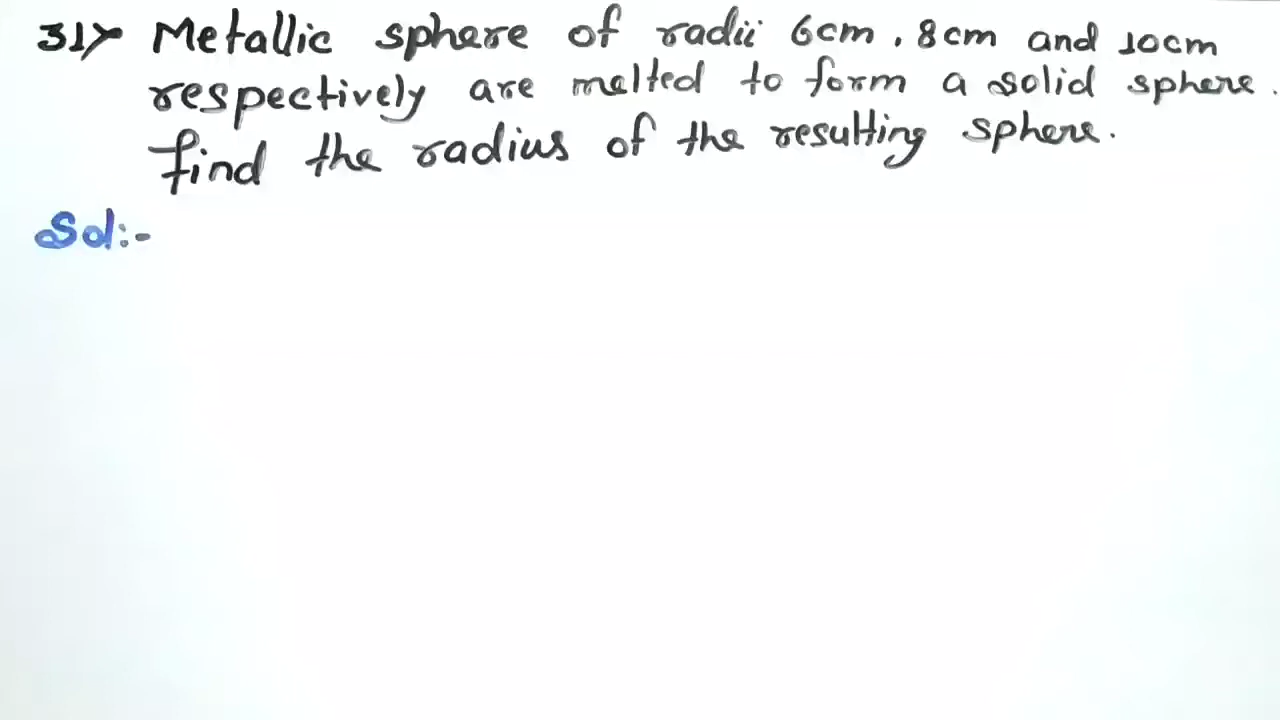 31> Metallic sphere of radii 6cm, 8cm and 10cm
respectively are melted to form a solid sphere.
find the radius of the resulting sphere.
Sol:-